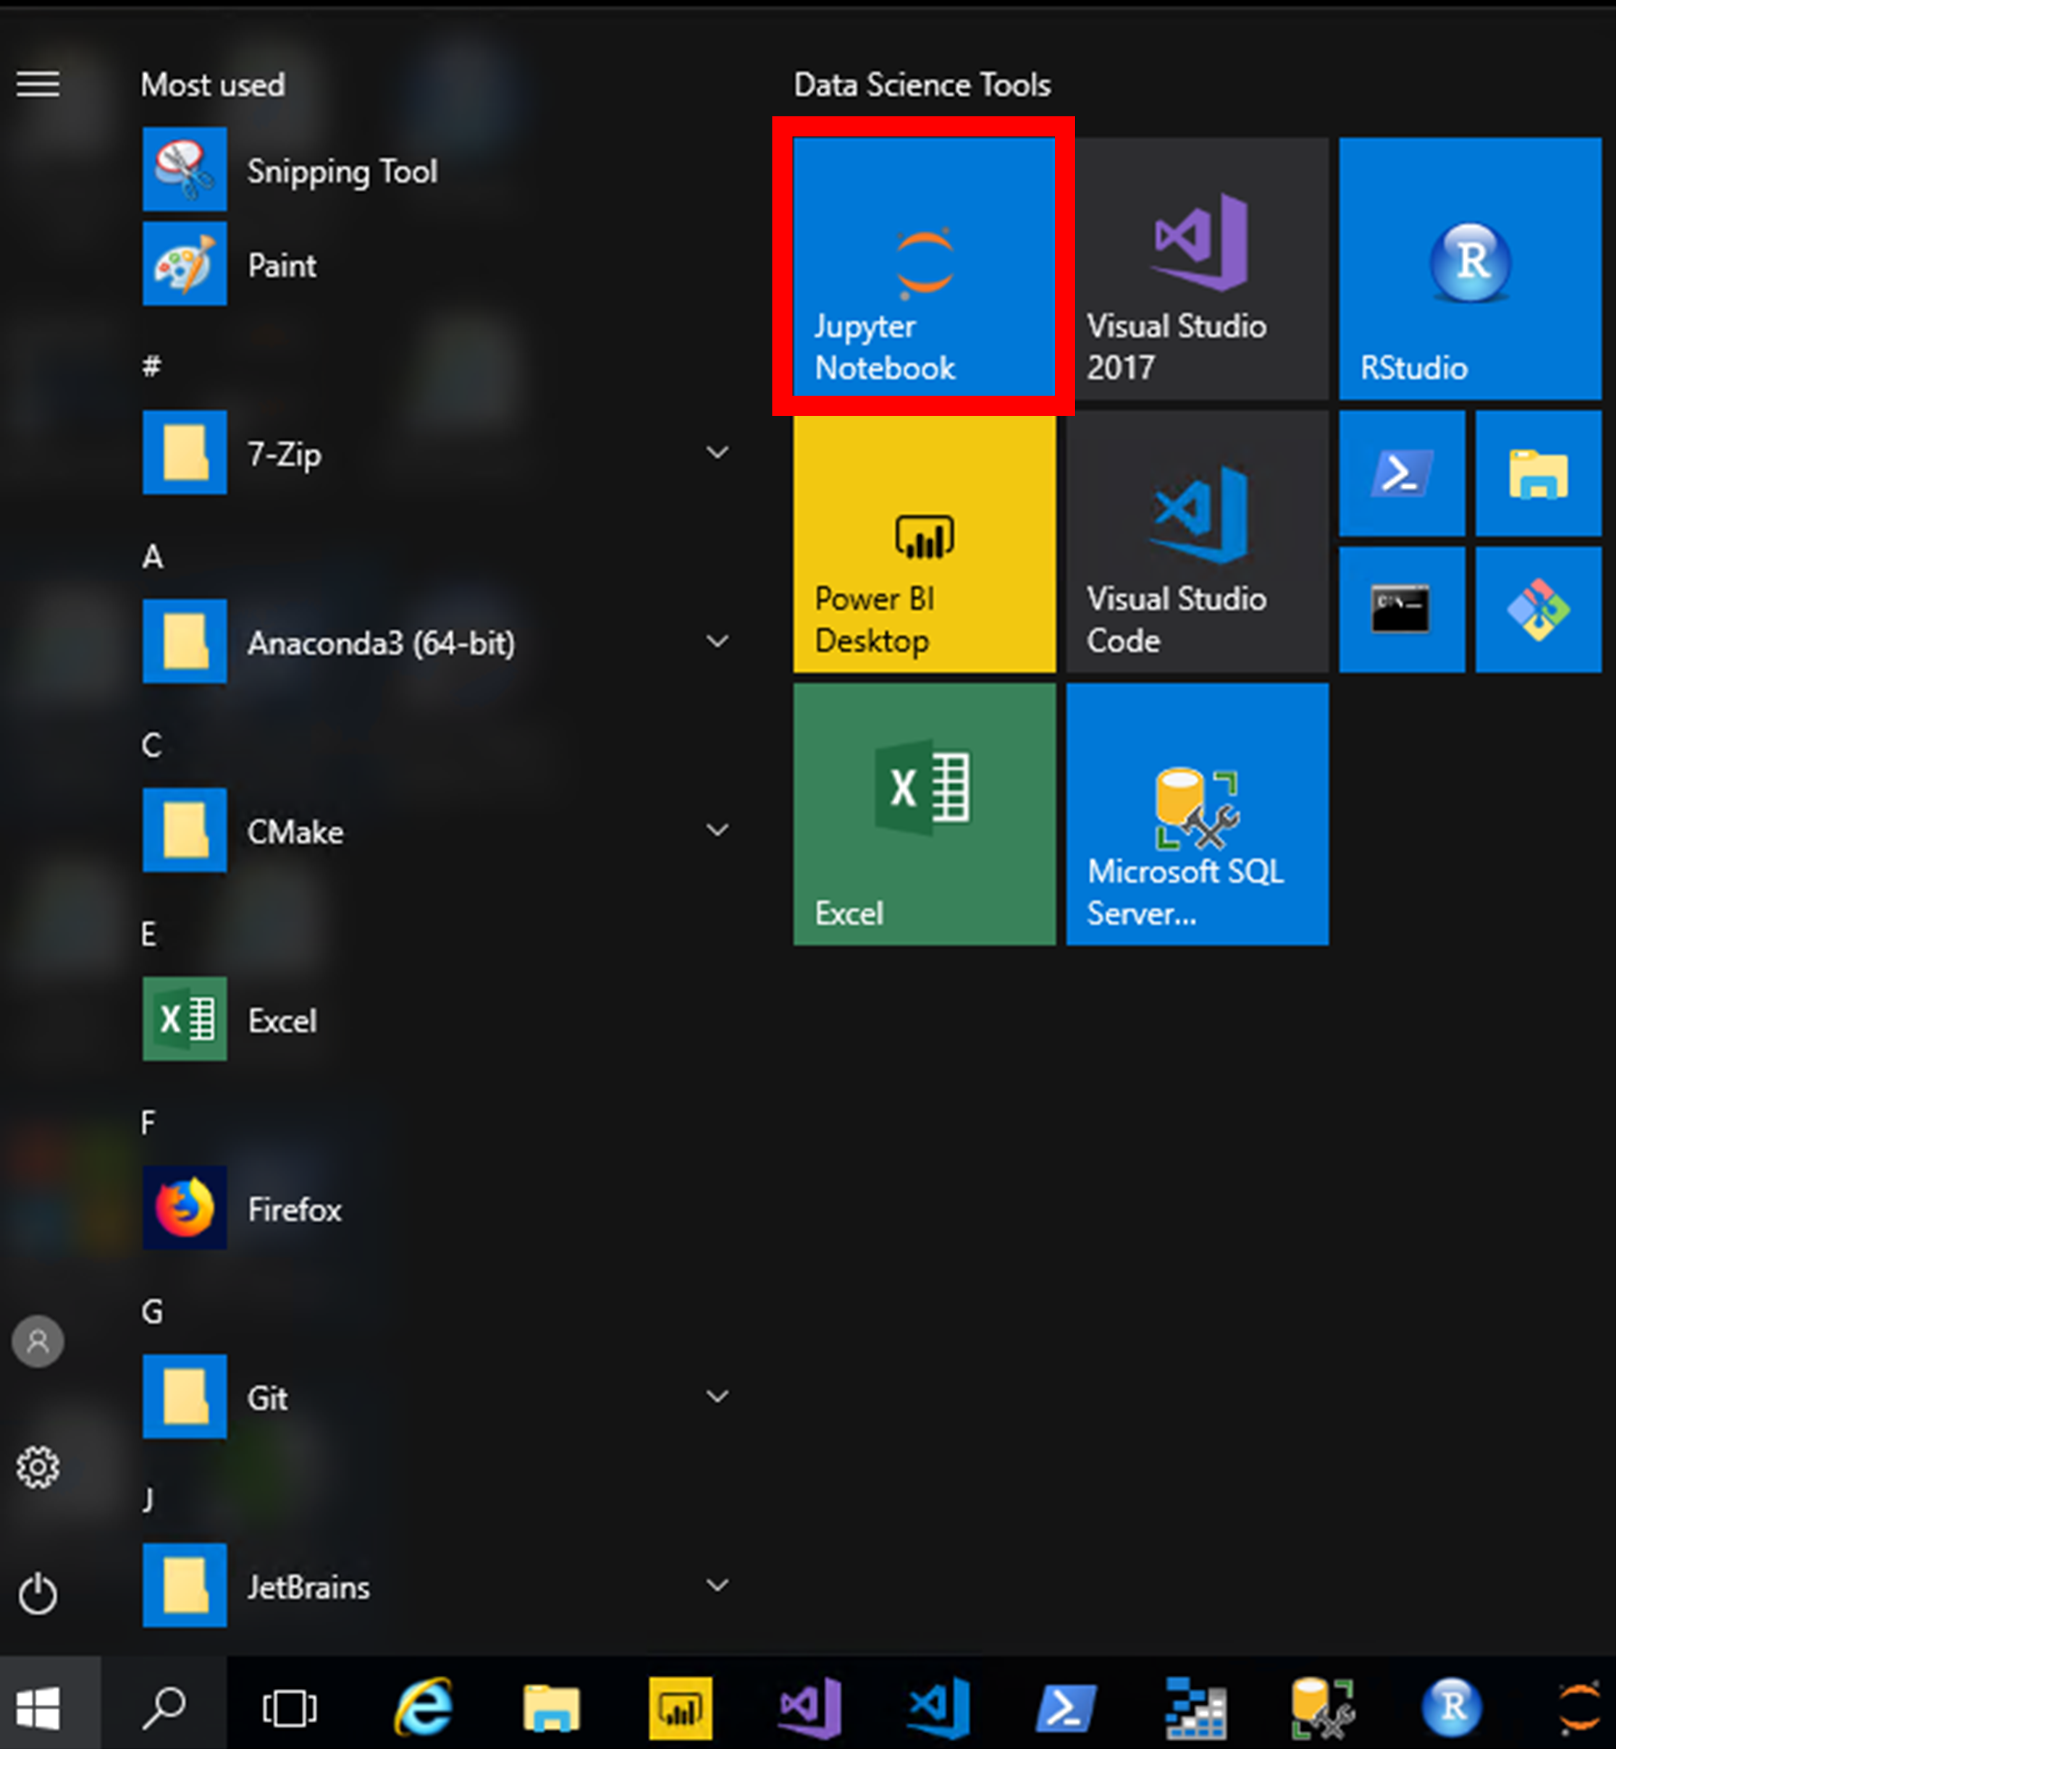 Most used
Snipping Tool
Paint
#
7-Zip
A
Anaconda3 (64-bit)
C
CMake
E
Excel
F
Firefox
G
Git
J
JetBrains
Data Science Tools
Jupyter
Notebook
Visual Studio
2017
RStudio
Power BI
Desktop
Visual Studio
Code
Excel
Microsoft SQL
Server...